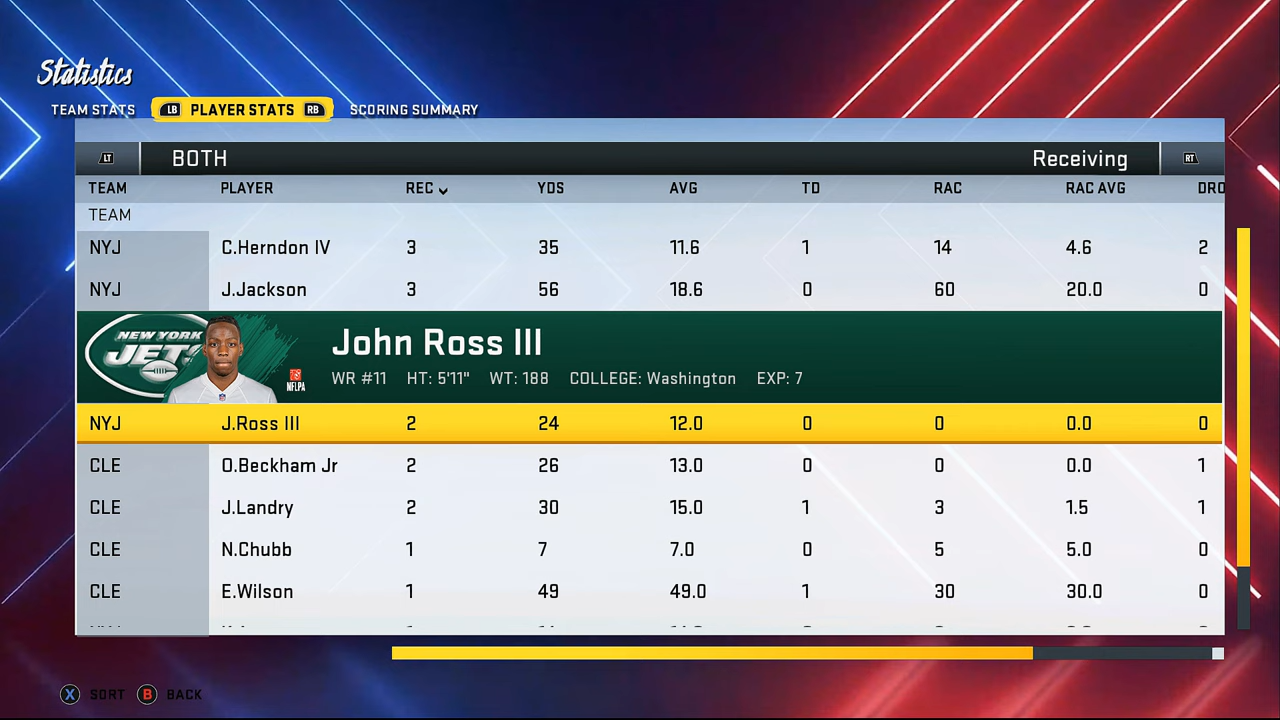 Statistics
TEAM STATS LB PLAYER STATS RB SCORING SUMMARY
LT BOTH Receiving RT
TEAM PLAYER REC YDS AVG TD RAC RAC AVG DRO
TEAM
NYJ C.Herndon IV 3 35 11.6 1 14 4.6 2
NYJ J.Jackson 3 56 18.6 0 60 20.0 0
NEW YORK
JETS
John Ross III
NFLPA WR #11 HT: 5'11" WT: 188 COLLEGE: Washington EXP: 7
NYJ J.Ross III 2 24 12.0 0 0 0.0 0
CLE O.Beckham Jr 2 26 13.0 0 0 0.0 1
CLE J.Landry 2 30 15.0 1 3 1.5 1
CLE N.Chubb 1 7 7.0 0 5 5.0 0
CLE E.Wilson 1 49 49.0 1 30 30.0 0
X SORT B BACK